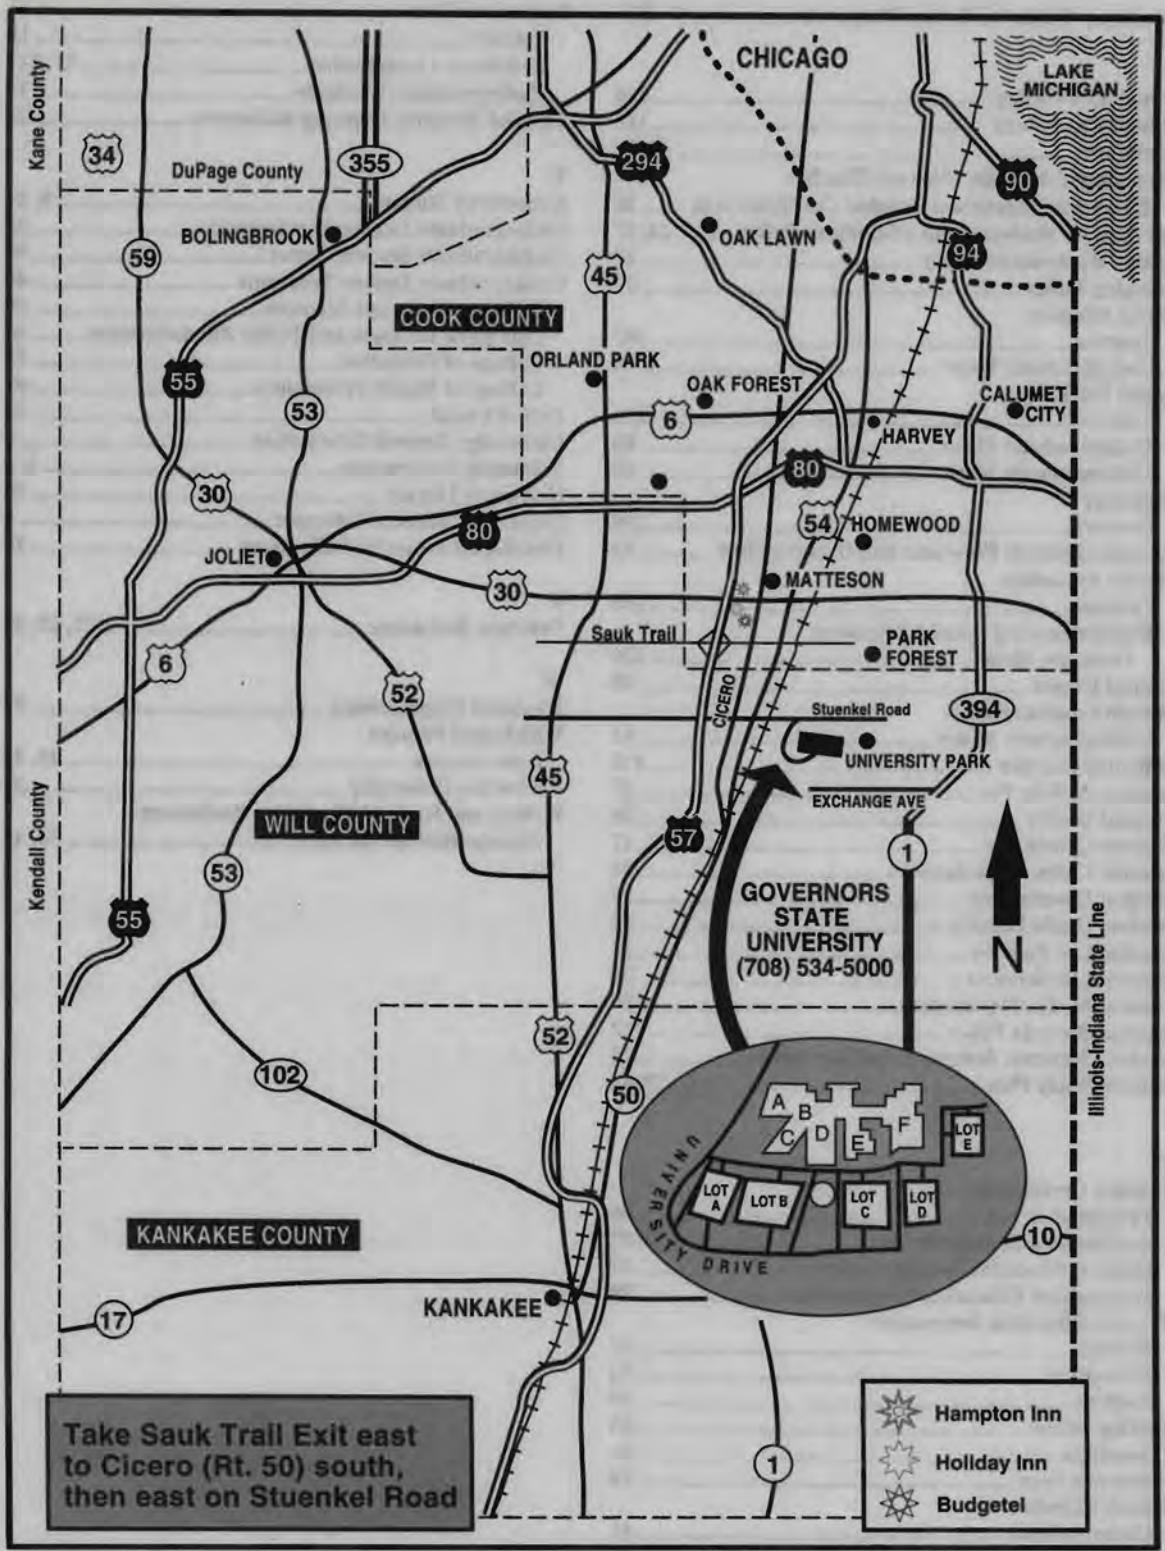 CHICAGO
LAKE
MICHIGAN
Kane County
34
DuPage County
355
294
90
BOLINGBROOK
OAK LAWN
59
45
94
COOK COUNTY
ORLAND PARK
55
OAK FOREST
CALUMET
CITY
53
6
HARVEY
30
80
54
HOMEWOOD
80
JOLIET
MATTESON
30
Sauk Trail
PARK
FOREST
6
52
CICERO
Stuenkel Road
394
45
UNIVERSITY PARK
EXCHANGE AVE
Kendall County
WILL COUNTY
57
1
53
GOVERNORS
STATE
UNIVERSITY
(708) 534-5000
55
N
Illinois-Indiana State Line
52
102
50
A
B
C
D
E
F
LOT
E
UNIVERSITY DRIVE
LOT
A
LOT B
LOT
C
LOT
D
KANKAKEE COUNTY
10
KANKAKEE
17
Take Sauk Trail Exit east
to Cicero (Rt. 50) south,
then east on Stuenkel Road
1
Hampton Inn
Holiday Inn
Budgetel